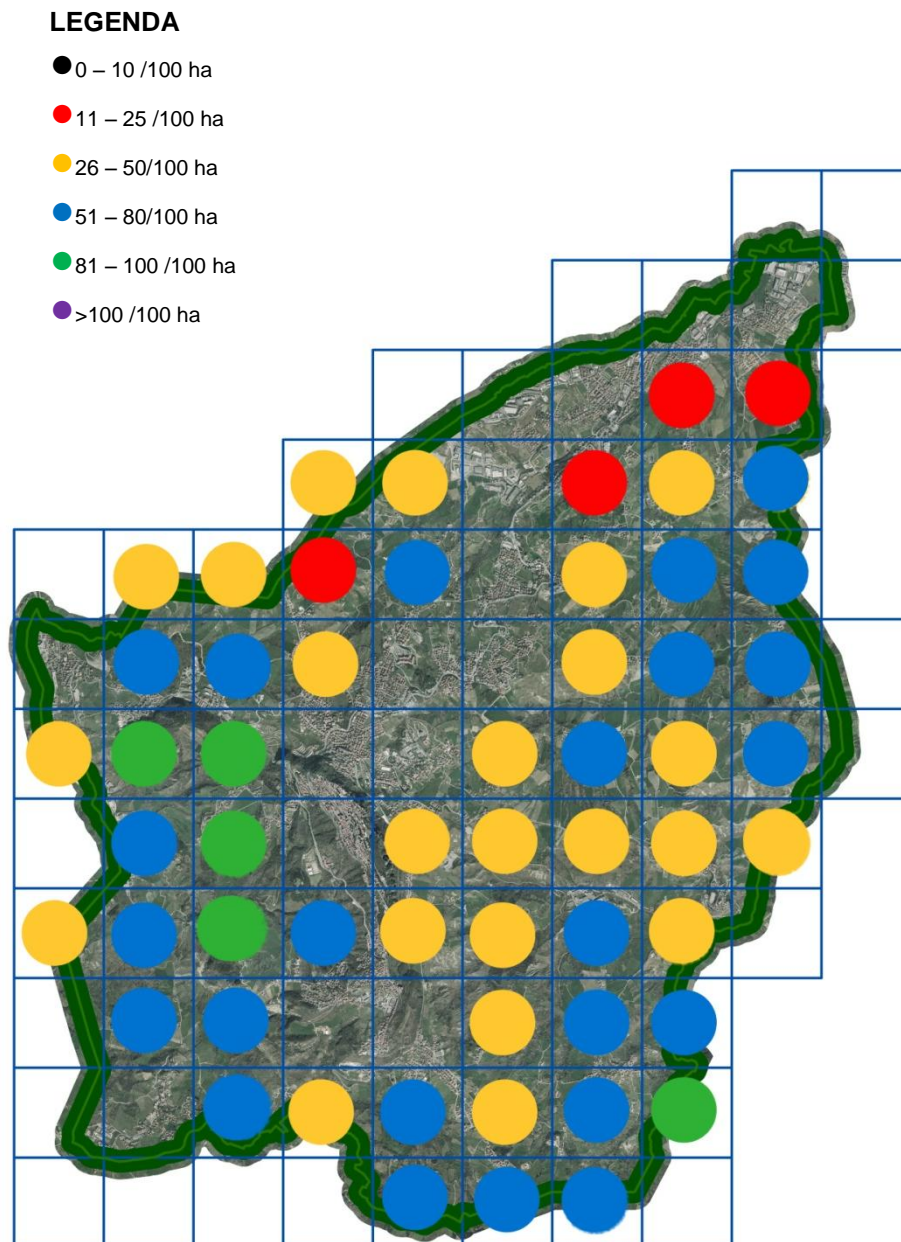 LEGENDA
0 – 10 /100 ha
11 – 25 /100 ha
26 – 50/100 ha
51 – 80/100 ha
81 – 100 /100 ha
>100 /100 ha